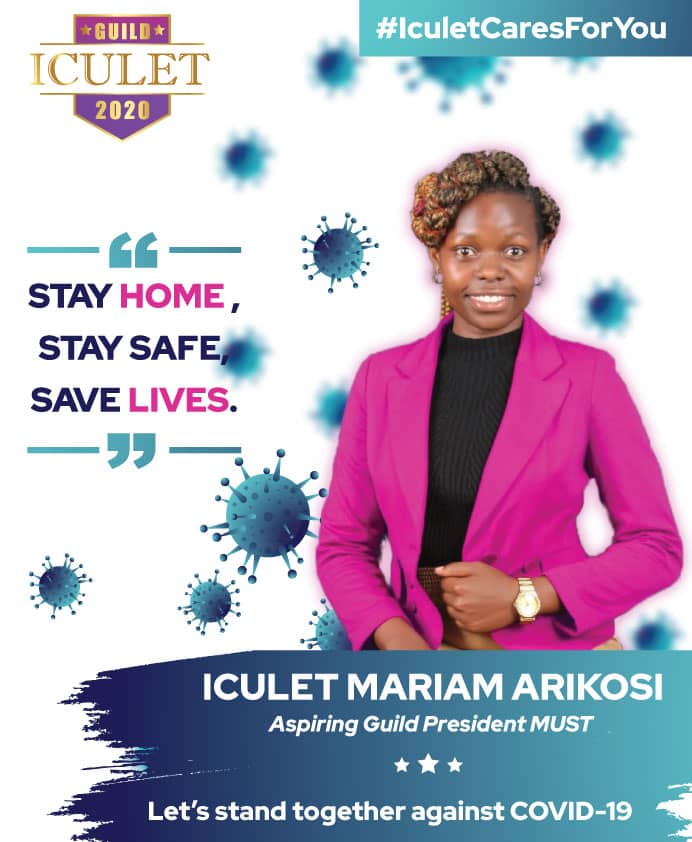 GUILD
ICULET
2020
#IculetCaresForYou
“
STAY HOME ,
STAY SAFE,
SAVE LIVES.
”
ICULET MARIAM ARIKOSI
Aspiring Guild President MUST
Let’s stand together against COVID-19